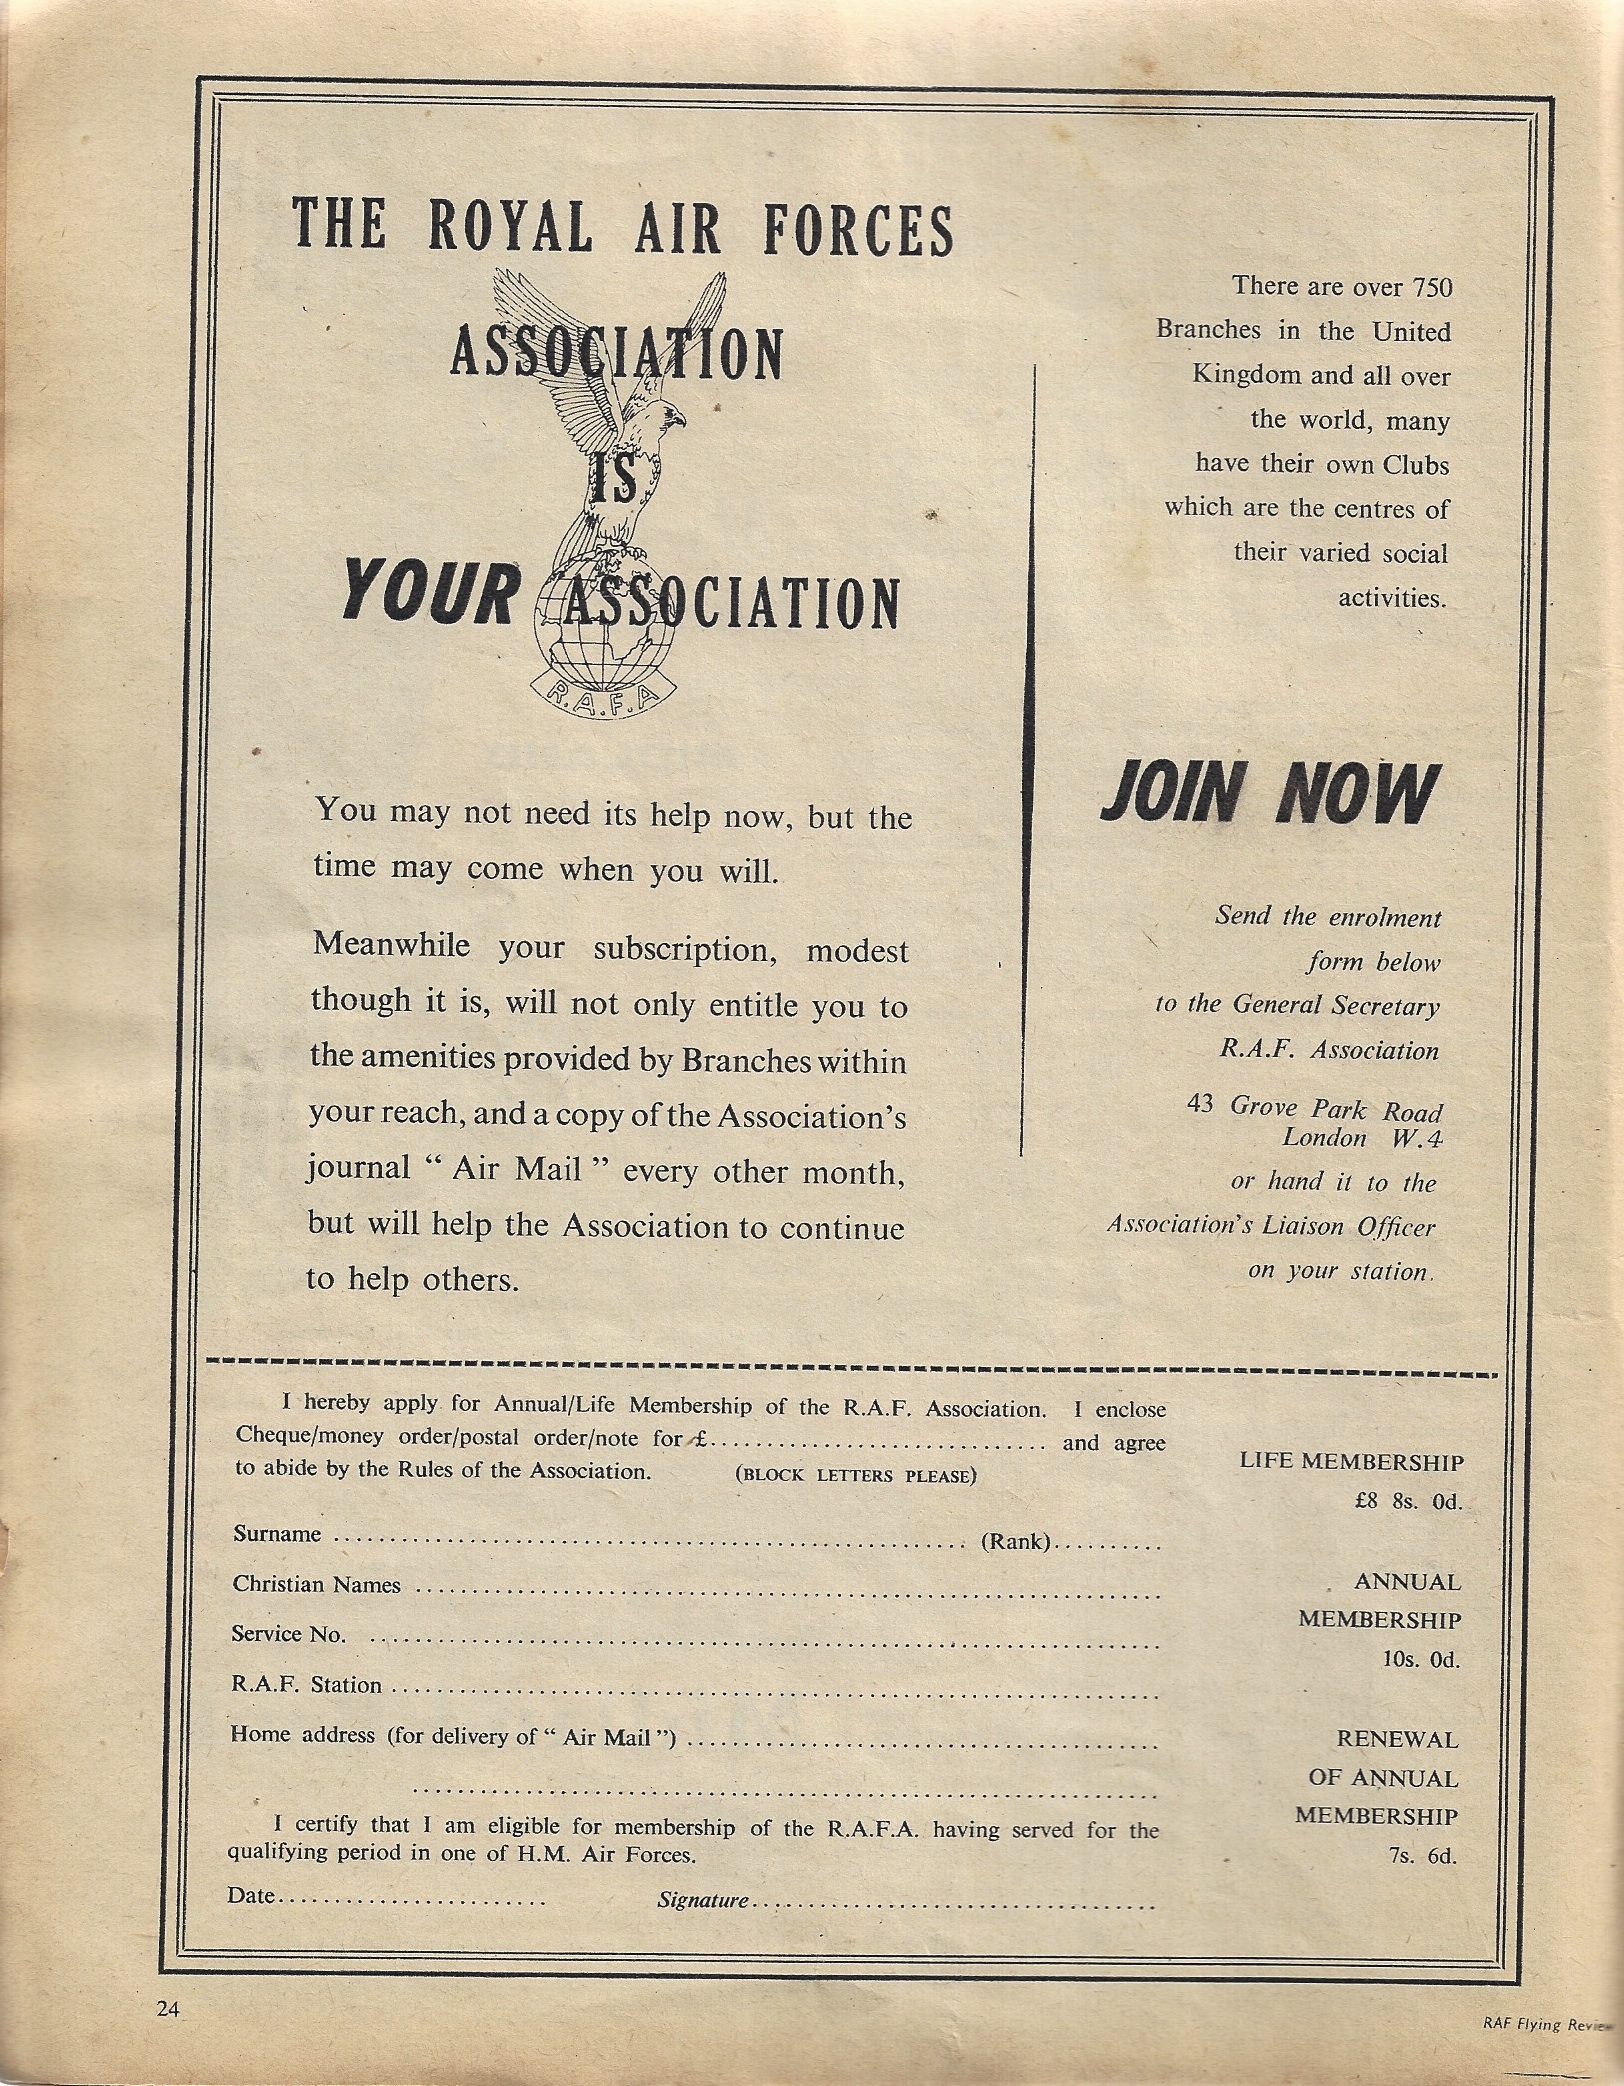 THE ROYAL AIR FORCES
ASSOCIATION
IS
YOUR ASSOCIATION
R.A.F.A
You may not need its help now, but the
time may come when you will.
Meanwhile your subscription, modest
though it is, will not only entitle you to
the amenities provided by Branches within
your reach, and a copy of the Association's
journal “ Air Mail ” every other month,
but will help the Association to continue
to help others.
There are over 750
Branches in the United
Kingdom and all over
the world, many
have their own Clubs
which are the centres of
their varied social
activities.
JOIN NOW
Send the enrolment
form below
to the General Secretary
R.A.F. Association
43 Grove Park Road
London W.4
or hand it to the
Association's Liaison Officer
on your station.
I hereby apply for Annual/Life Membership of the R.A.F. Association. I enclose
Cheque/money order/postal order/note for £.............................. and agree
to abide by the Rules of the Association. (BLOCK LETTERS PLEASE)
Surname ........................................................ (Rank)..........
Christian Names ..................................................................
Service No. ......................................................................
R.A.F. Station ....................................................................
Home address (for delivery of “ Air Mail ”) ..........................................
..................................................................
I certify that I am eligible for membership of the R.A.F.A. having served for the
qualifying period in one of H.M. Air Forces.
Date........................ Signature....................................
LIFE MEMBERSHIP
£8 8s. 0d.
ANNUAL
MEMBERSHIP
10s. 0d.
RENEWAL
OF ANNUAL
MEMBERSHIP
7s. 6d.
24
RAF Flying Review